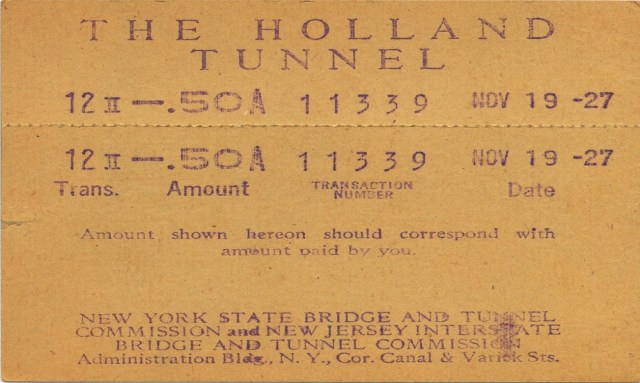 THE HOLLAND
TUNNEL
12 II —.50 A 11339 NOV 19 -27
12 II —.50 A 11339 NOV 19 -27
Trans. Amount TRANSACTION NUMBER Date
Amount shown hereon should correspond with
amount paid by you.
NEW YORK STATE BRIDGE AND TUNNEL
COMMISSION and NEW JERSEY INTERSTATE
BRIDGE AND TUNNEL COMMISSION
Administration Bldg., N. Y., Cor. Canal & Varick Sts.